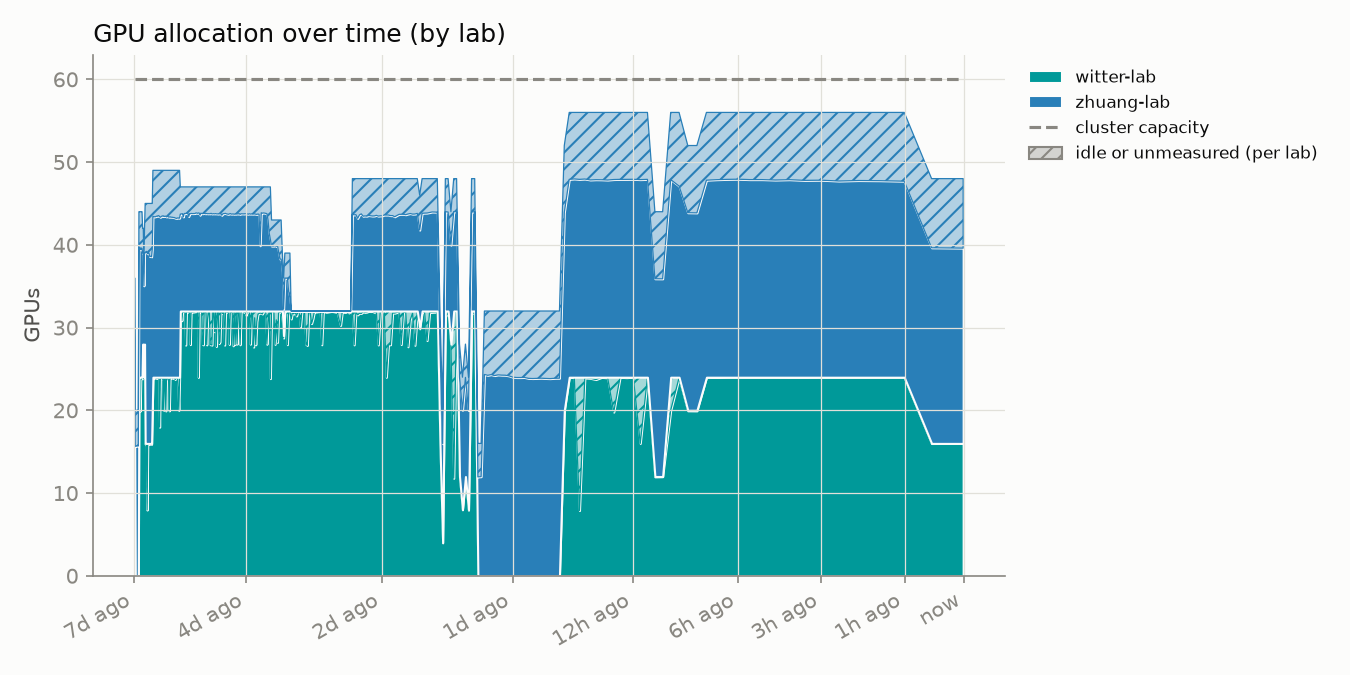 GPU allocation over time (by lab)
GPUs
60
50
40
30
20
10
0
7d ago
4d ago
2d ago
1d ago
12h ago
6h ago
3h ago
1h ago
now
witter-lab
zhuang-lab
cluster capacity
idle or unmeasured (per lab)